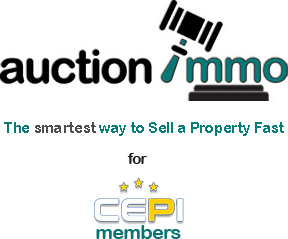 auction immo
The smartest way to Sell a Property Fast
for
CEPI
members